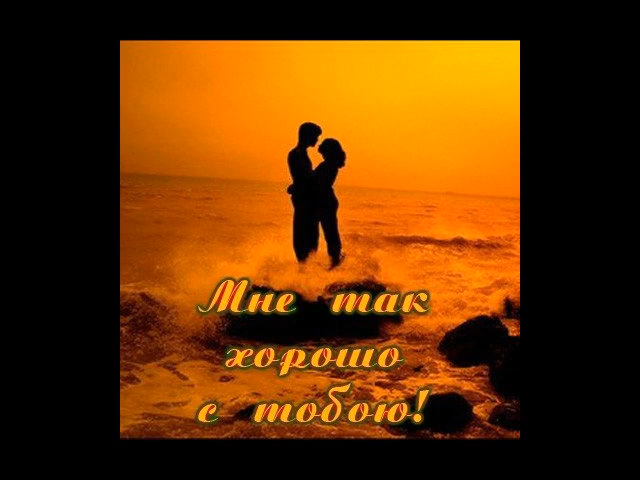 Мне так
хорошо
с тобою!